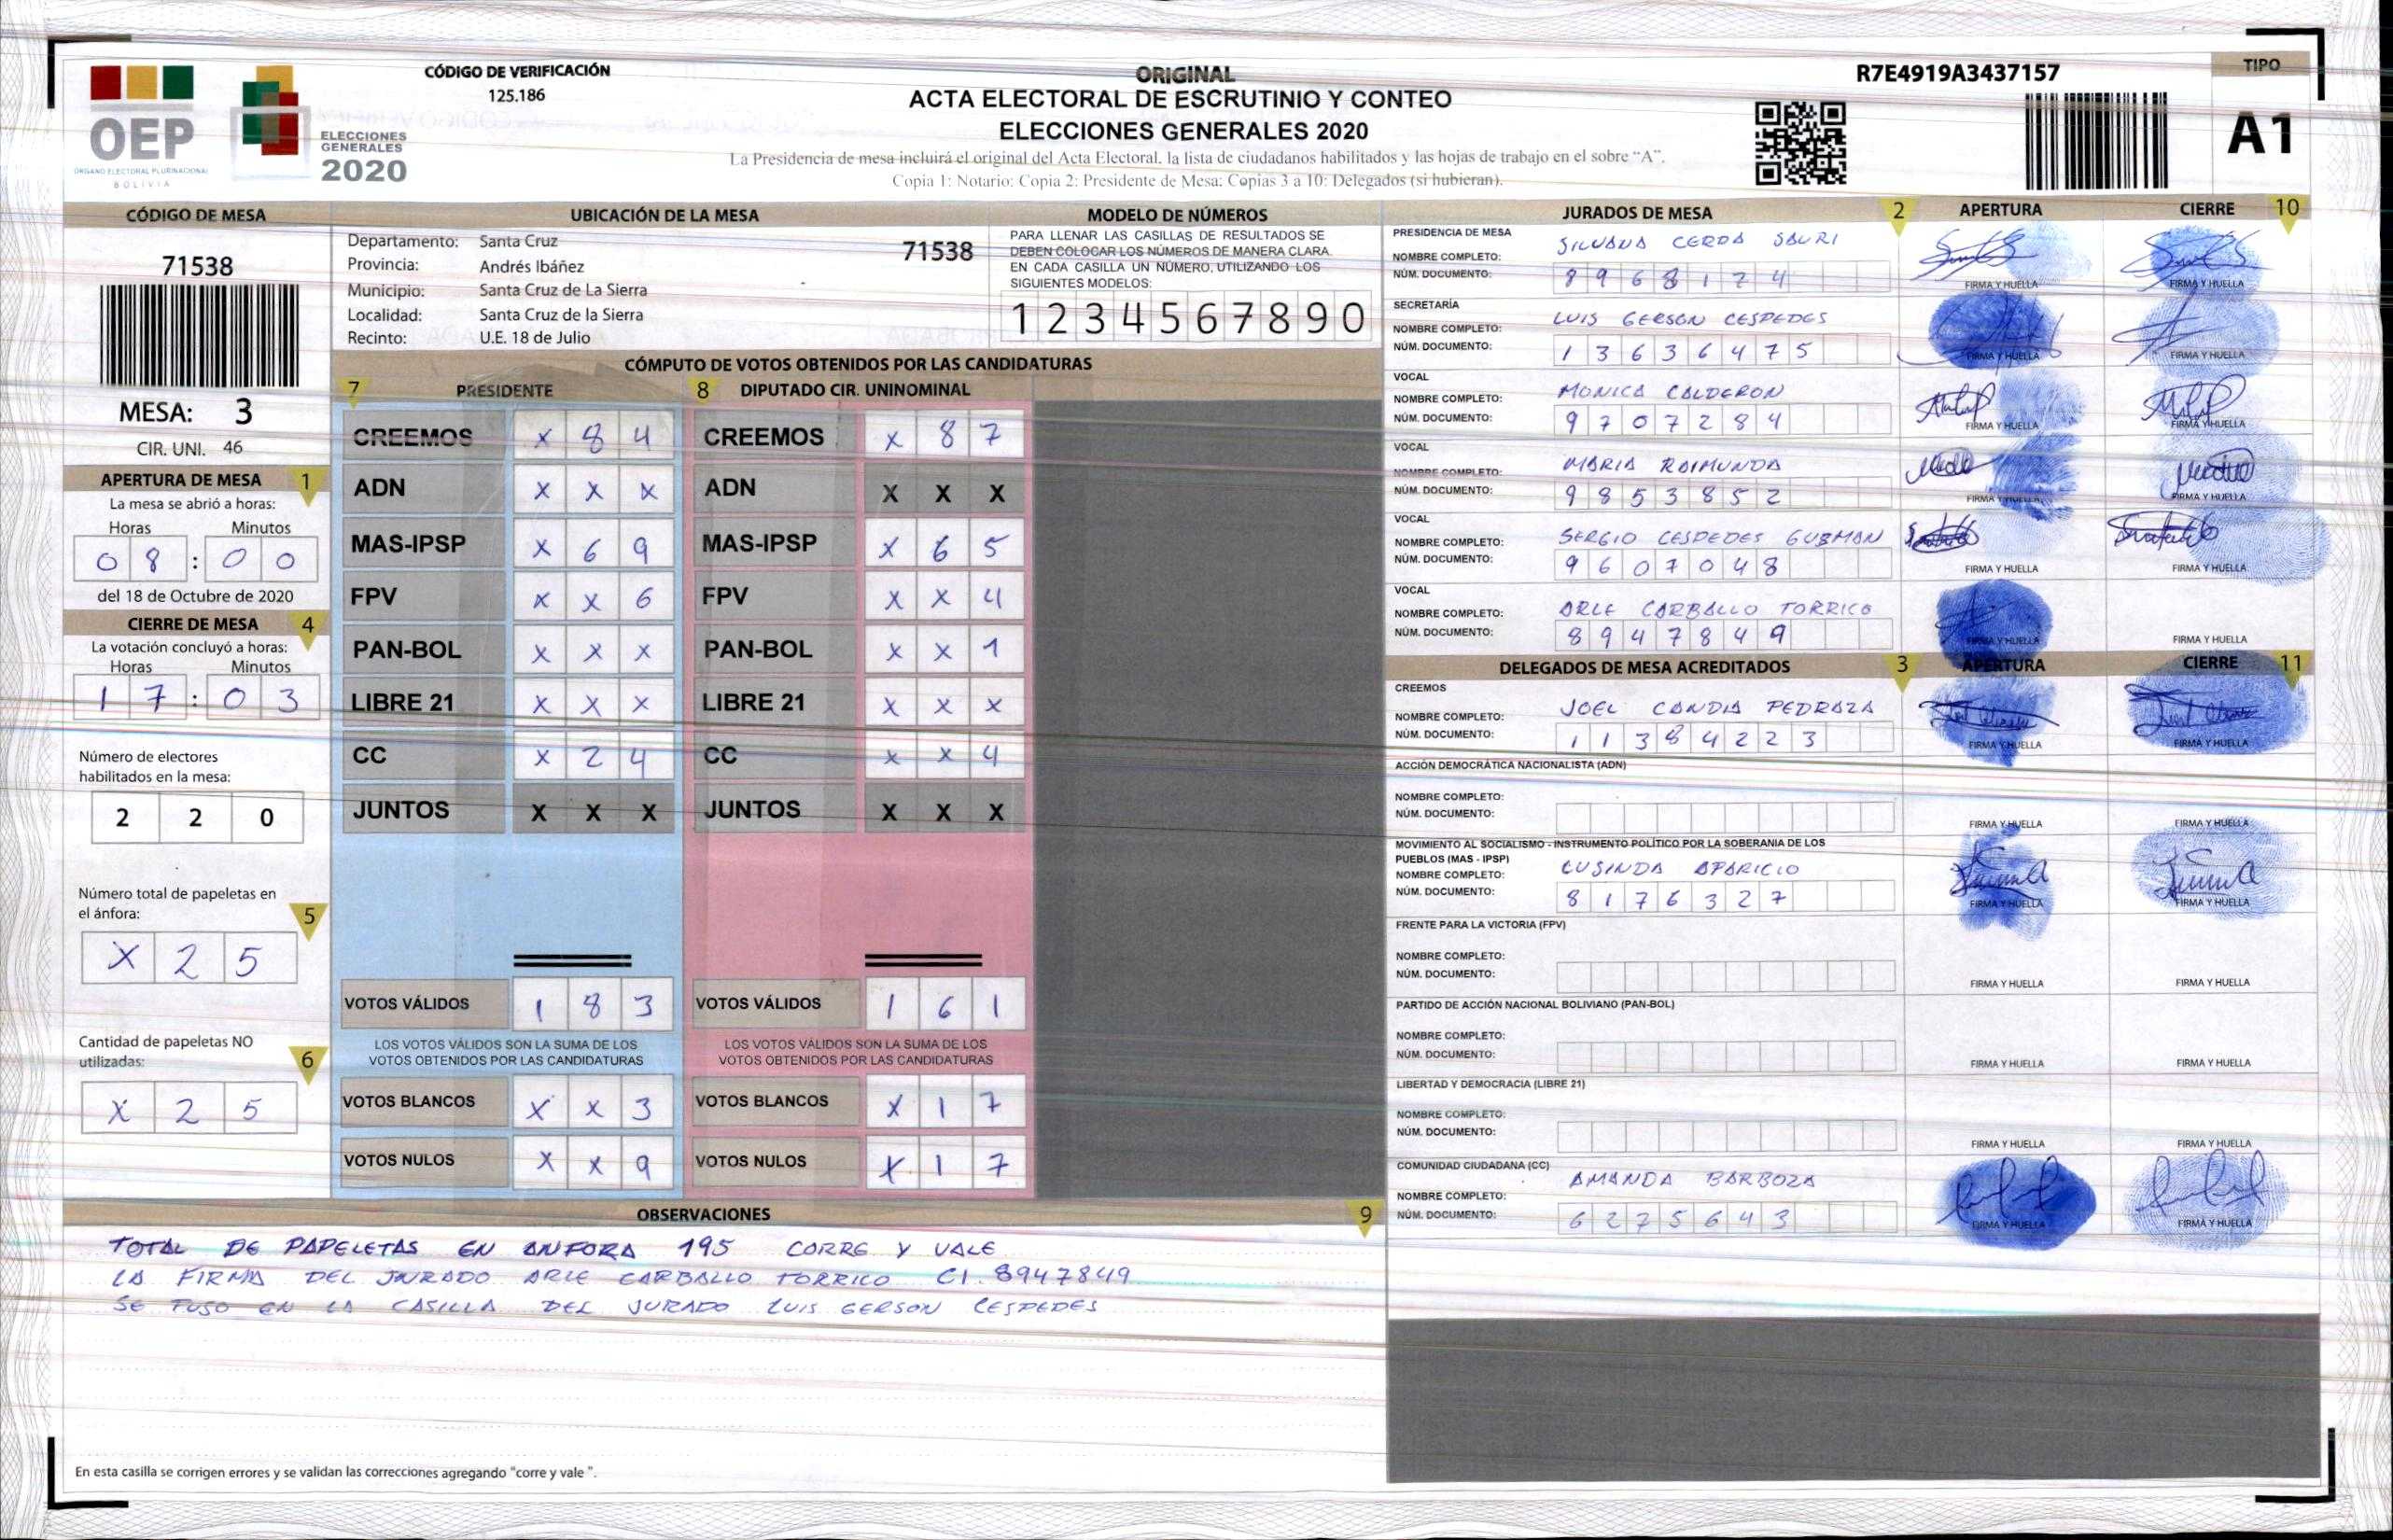 OEP
ÓRGANO ELECTORAL PLURINACIONAL
BOLIVIA
ELECCIONES
GENERALES
2020
CÓDIGO DE VERIFICACIÓN
125.186
ORIGINAL
ACTA ELECTORAL DE ESCRUTINIO Y CONTEO
ELECCIONES GENERALES 2020
La Presidencia de mesa incluirá el original del Acta Electoral, la lista de ciudadanos habilitados y las hojas de trabajo en el sobre "A".
Copia 1: Notario: Copia 2: Presidente de Mesa: Copias 3 a 10: Delegados (si hubieran).
R7E4919A3437157
TIPO
A1
CÓDIGO DE MESA
71538
MESA: 3
CIR. UNI. 46
APERTURA DE MESA 1
La mesa se abrió a horas:
Horas Minutos
0 8 : 0 0
del 18 de Octubre de 2020
CIERRE DE MESA 4
La votación concluyó a horas:
Horas Minutos
1 7 : 0 3
Número de electores
habilitados en la mesa:
2 2 0
Número total de papeletas en
el ánfora: 5
X 2 5
Cantidad de papeletas NO
utilizadas: 6
X 2 5
UBICACIÓN DE LA MESA
Departamento: Santa Cruz 71538
Provincia: Andrés Ibáñez
Municipio: Santa Cruz de La Sierra
Localidad: Santa Cruz de la Sierra
Recinto: U.E. 18 de Julio
MODELO DE NÚMEROS
PARA LLENAR LAS CASILLAS DE RESULTADOS SE
DEBEN COLOCAR LOS NÚMEROS DE MANERA CLARA.
EN CADA CASILLA UN NÚMERO, UTILIZANDO LOS
SIGUIENTES MODELOS:
1 2 3 4 5 6 7 8 9 0
CÓMPUTO DE VOTOS OBTENIDOS POR LAS CANDIDATURAS
7 PRESIDENTE 8 DIPUTADO CIR. UNINOMINAL
CREEMOS X 8 4 CREEMOS X 8 7
ADN X X X ADN X X X
MAS-IPSP X 6 9 MAS-IPSP X 6 5
FPV X X 6 FPV X X 4
PAN-BOL X X X PAN-BOL X X 1
LIBRE 21 X X X LIBRE 21 X X X
CC X 2 4 CC X X 4
JUNTOS X X X JUNTOS X X X
VOTOS VÁLIDOS 1 8 3 VOTOS VÁLIDOS 1 6 1
LOS VOTOS VÁLIDOS SON LA SUMA DE LOS LOS VOTOS VÁLIDOS SON LA SUMA DE LOS
VOTOS OBTENIDOS POR LAS CANDIDATURAS VOTOS OBTENIDOS POR LAS CANDIDATURAS
VOTOS BLANCOS X X 3 VOTOS BLANCOS X 1 7
VOTOS NULOS X X 9 VOTOS NULOS X 1 7
OBSERVACIONES 9
TOTAL DE PAPELETAS EN ANFORA 195 CORRE Y VALE
LA FIRMA DEL JURADO ARLE CARBALLO TORRICO CI. 8947849
SE PUSO EN LA CASILLA DEL JURADO LUIS GERSON CESPEDES
En esta casilla se corrigen errores y se validan las correcciones agregando "corre y vale ".
JURADOS DE MESA 2 APERTURA CIERRE 10
PRESIDENCIA DE MESA
NOMBRE COMPLETO: SILVANA CERDA SAURI
NÚM. DOCUMENTO: 8 9 6 8 1 7 4
FIRMA Y HUELLA FIRMA Y HUELLA
SECRETARÍA
NOMBRE COMPLETO: LUIS GERSON CESPEDES
NÚM. DOCUMENTO: 1 3 6 3 6 4 7 5
FIRMA Y HUELLA FIRMA Y HUELLA
VOCAL
NOMBRE COMPLETO: MONICA CALDERON
NÚM. DOCUMENTO: 9 7 0 7 2 8 4
FIRMA Y HUELLA FIRMA Y HUELLA
VOCAL
NOMBRE COMPLETO: MARIA RAIMUNDA
NÚM. DOCUMENTO: 9 8 5 3 8 5 2
FIRMA Y HUELLA FIRMA Y HUELLA
VOCAL
NOMBRE COMPLETO: SERGIO CESPEDES GUZMAN
NÚM. DOCUMENTO: 9 6 0 7 0 4 8
FIRMA Y HUELLA FIRMA Y HUELLA
VOCAL
NOMBRE COMPLETO: ARLE CARBALLO TORRICO
NÚM. DOCUMENTO: 8 9 4 7 8 4 9
FIRMA Y HUELLA FIRMA Y HUELLA
DELEGADOS DE MESA ACREDITADOS 3 APERTURA CIERRE 11
CREEMOS
NOMBRE COMPLETO: JOEL CANDIA PEDRAZA
NÚM. DOCUMENTO: 1 1 3 8 4 2 2 3
FIRMA Y HUELLA FIRMA Y HUELLA
ACCIÓN DEMOCRÁTICA NACIONALISTA (ADN)
NOMBRE COMPLETO:
NÚM. DOCUMENTO:
FIRMA Y HUELLA FIRMA Y HUELLA
MOVIMIENTO AL SOCIALISMO - INSTRUMENTO POLÍTICO POR LA SOBERANIA DE LOS
PUEBLOS (MAS - IPSP)
NOMBRE COMPLETO: LUSINDA APARICIO
NÚM. DOCUMENTO: 8 1 7 6 3 2 7
FIRMA Y HUELLA FIRMA Y HUELLA
FRENTE PARA LA VICTORIA (FPV)
NOMBRE COMPLETO:
NÚM. DOCUMENTO:
FIRMA Y HUELLA FIRMA Y HUELLA
PARTIDO DE ACCIÓN NACIONAL BOLIVIANO (PAN-BOL)
NOMBRE COMPLETO:
NÚM. DOCUMENTO:
FIRMA Y HUELLA FIRMA Y HUELLA
LIBERTAD Y DEMOCRACIA (LIBRE 21)
NOMBRE COMPLETO:
NÚM. DOCUMENTO:
FIRMA Y HUELLA FIRMA Y HUELLA
COMUNIDAD CIUDADANA (CC)
NOMBRE COMPLETO: AMANDA BARBOZA
NÚM. DOCUMENTO: 6 2 7 5 6 4 3
FIRMA Y HUELLA FIRMA Y HUELLA